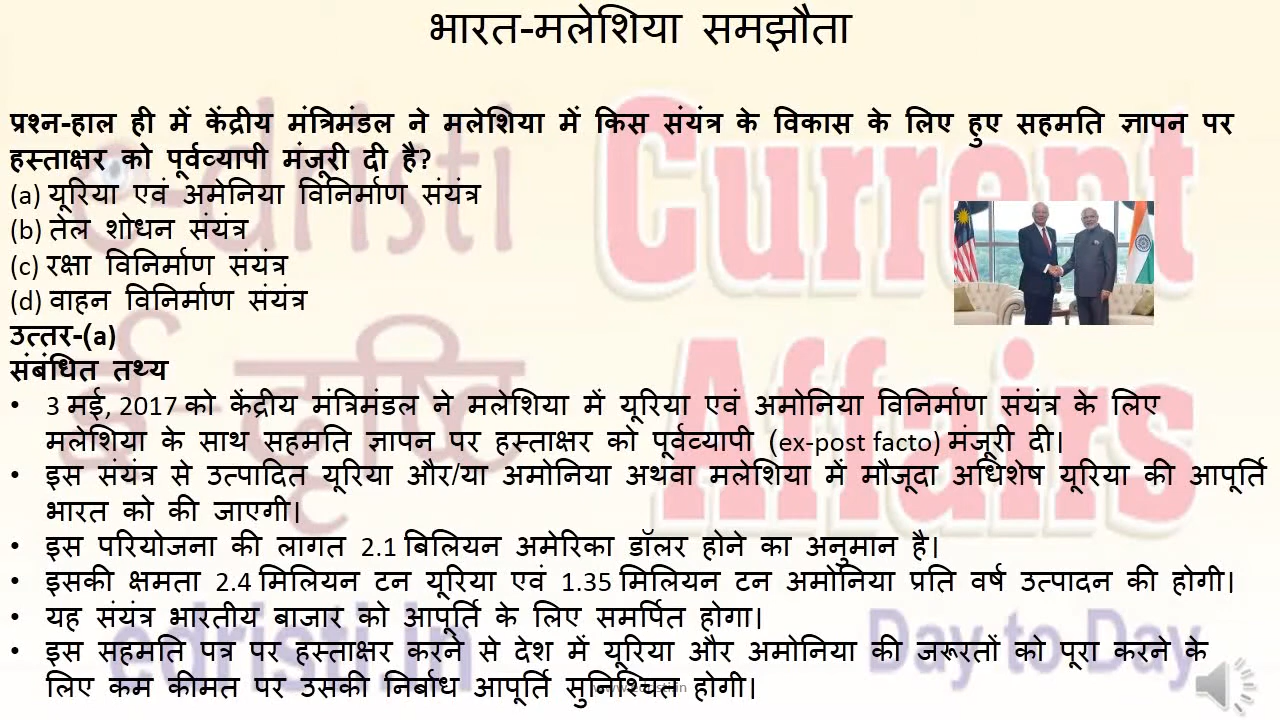 भारत-मलेशिया समझौता
प्रश्न-हाल ही में केंद्रीय मंत्रिमंडल ने मलेशिया में किस संयंत्र के विकास के लिए हुए सहमति ज्ञापन पर
हस्ताक्षर को पूर्वव्यापी मंजूरी दी है?
(a) यूरिया एवं अमेनिया विनिर्माण संयंत्र
(b) तेल शोधन संयंत्र
(c) रक्षा विनिर्माण संयंत्र
(d) वाहन विनिर्माण संयंत्र
उत्तर-(a)
संबंधित तथ्य
• 3 मई, 2017 को केंद्रीय मंत्रिमंडल ने मलेशिया में यूरिया एवं अमोनिया विनिर्माण संयंत्र के लिए
मलेशिया के साथ सहमति ज्ञापन पर हस्ताक्षर को पूर्वव्यापी (ex-post facto) मंजूरी दी।
• इस संयंत्र से उत्पादित यूरिया और/या अमोनिया अथवा मलेशिया में मौजूदा अधिशेष यूरिया की आपूर्ति
भारत को की जाएगी।
• इस परियोजना की लागत 2.1 बिलियन अमेरिका डॉलर होने का अनुमान है।
• इसकी क्षमता 2.4 मिलियन टन यूरिया एवं 1.35 मिलियन टन अमोनिया प्रति वर्ष उत्पादन की होगी।
• यह संयंत्र भारतीय बाजार को आपूर्ति के लिए समर्पित होगा।
• इस सहमति पत्र पर हस्ताक्षर करने से देश में यूरिया और अमोनिया की जरूरतों को पूरा करने के
लिए कम कीमत पर उसकी निर्बाध आपूर्ति सुनिश्चित होगी।
e-dristi
ई-दृष्टि
edristi in
Current
Affairs
Day to Day